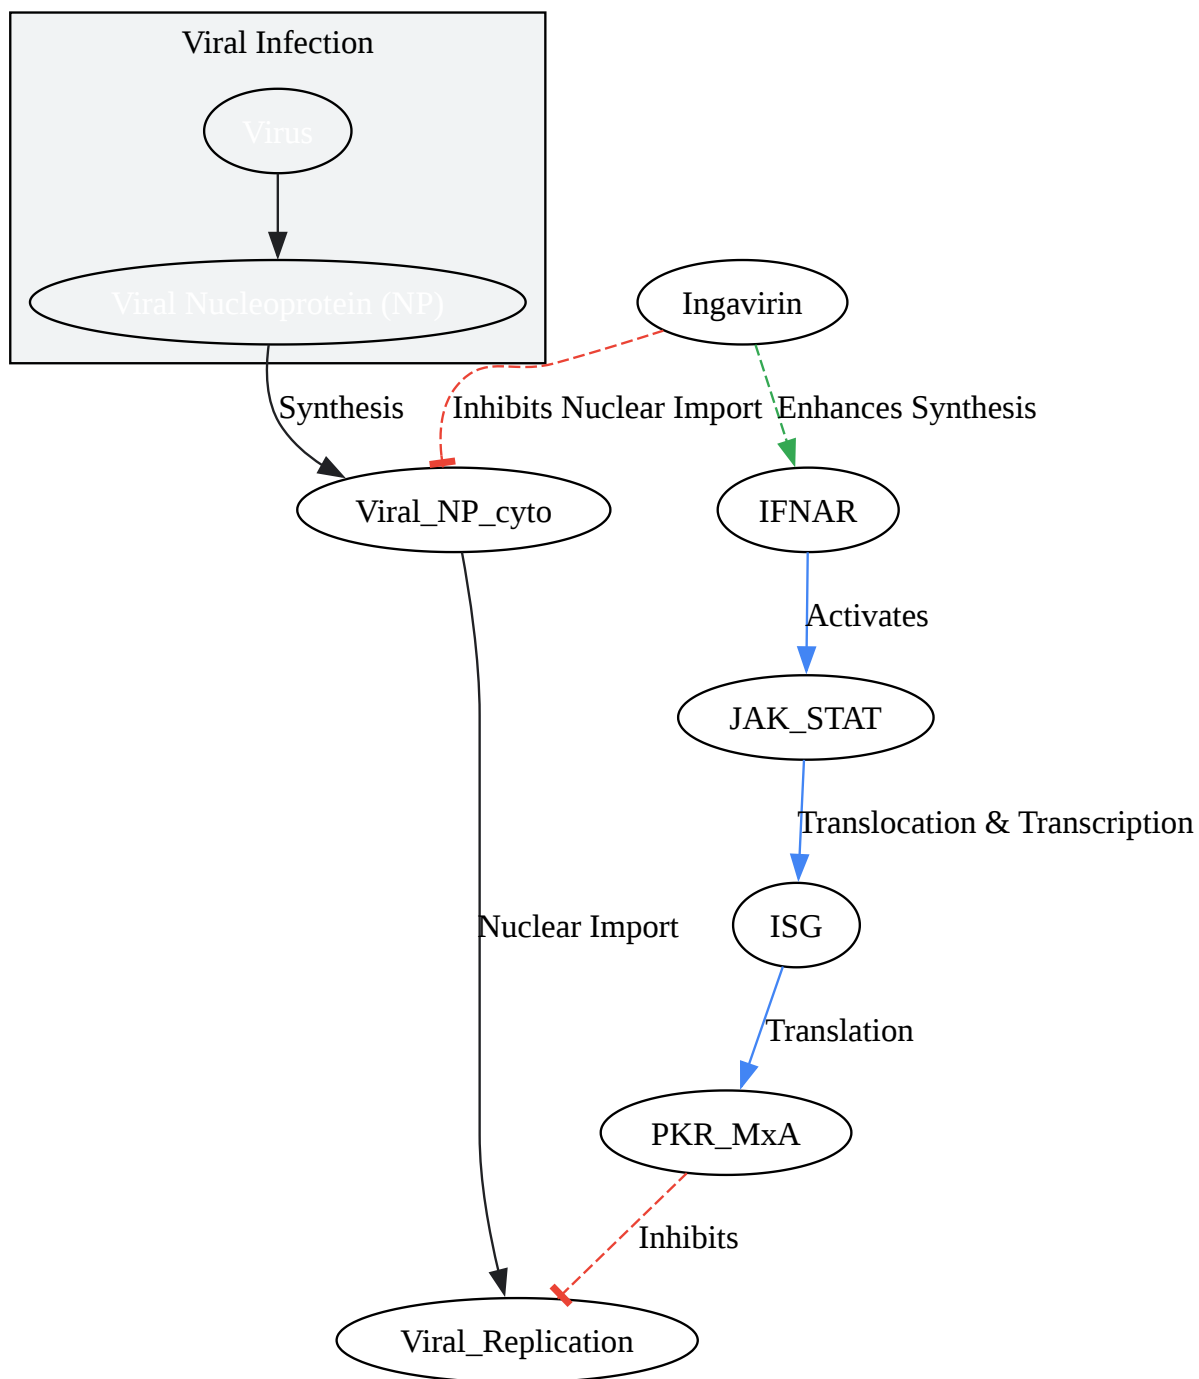 Viral Infection
Virus
Viral Nucleoprotein (NP)
Ingavirin
Synthesis
Inhibits Nuclear Import
Enhances Synthesis
Viral_NP_cyto
IFNAR
Activates
JAK_STAT
Translocation & Transcription
Nuclear Import
ISG
Translation
PKR_MxA
Inhibits
Viral_Replication